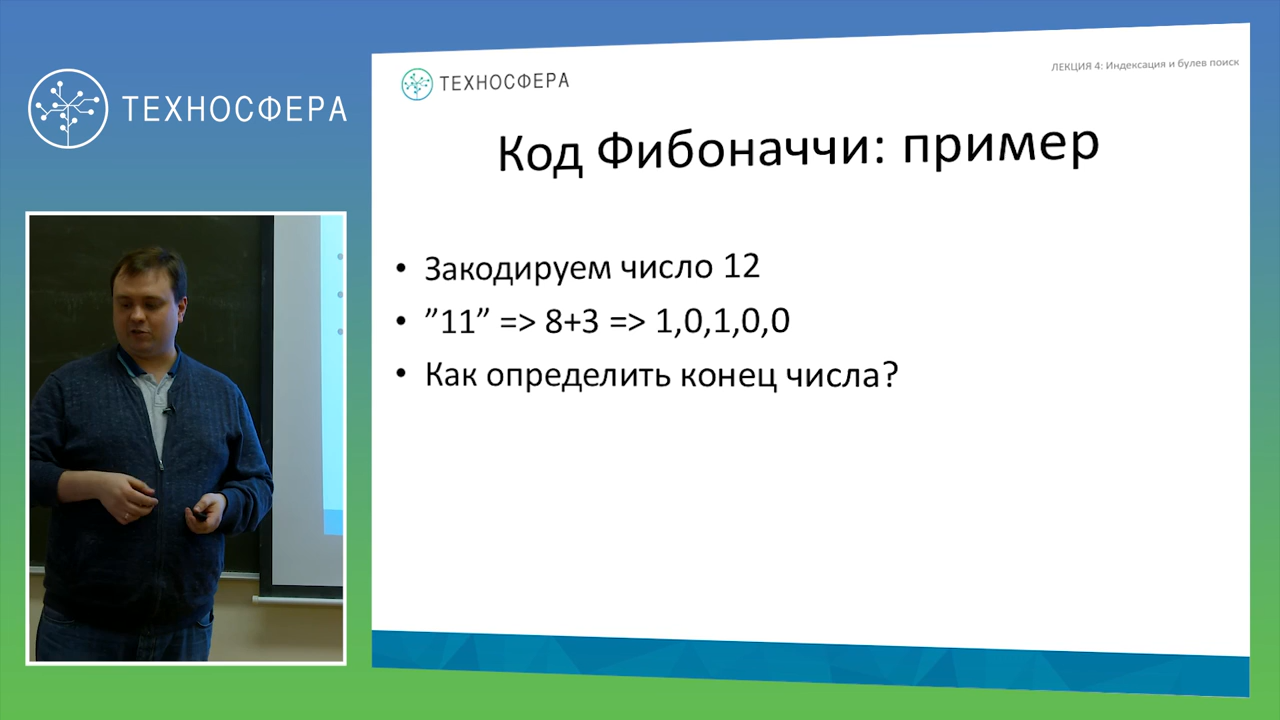 ТЕХНОСФЕРА
ТЕХНОСФЕРА
ЛЕКЦИЯ 4: Индексация и булев поиск
Код Фибоначчи: пример
• Закодируем число 12
• ”11” => 8+3 => 1,0,1,0,0
• Как определить конец числа?